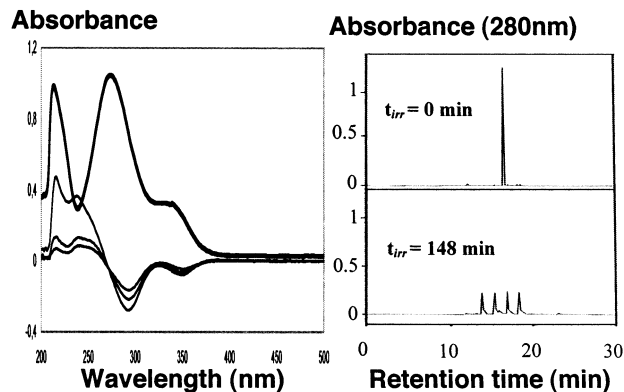 Absorbance
1,2
0,8
0,4
0
-0,4
200 250 300 350 400 450 500
Wavelength (nm)
Absorbance (280nm)
1
0.5
0
t_irr = 0 min
1
0.5
0
t_irr = 148 min
0 10 20 30
Retention time (min)